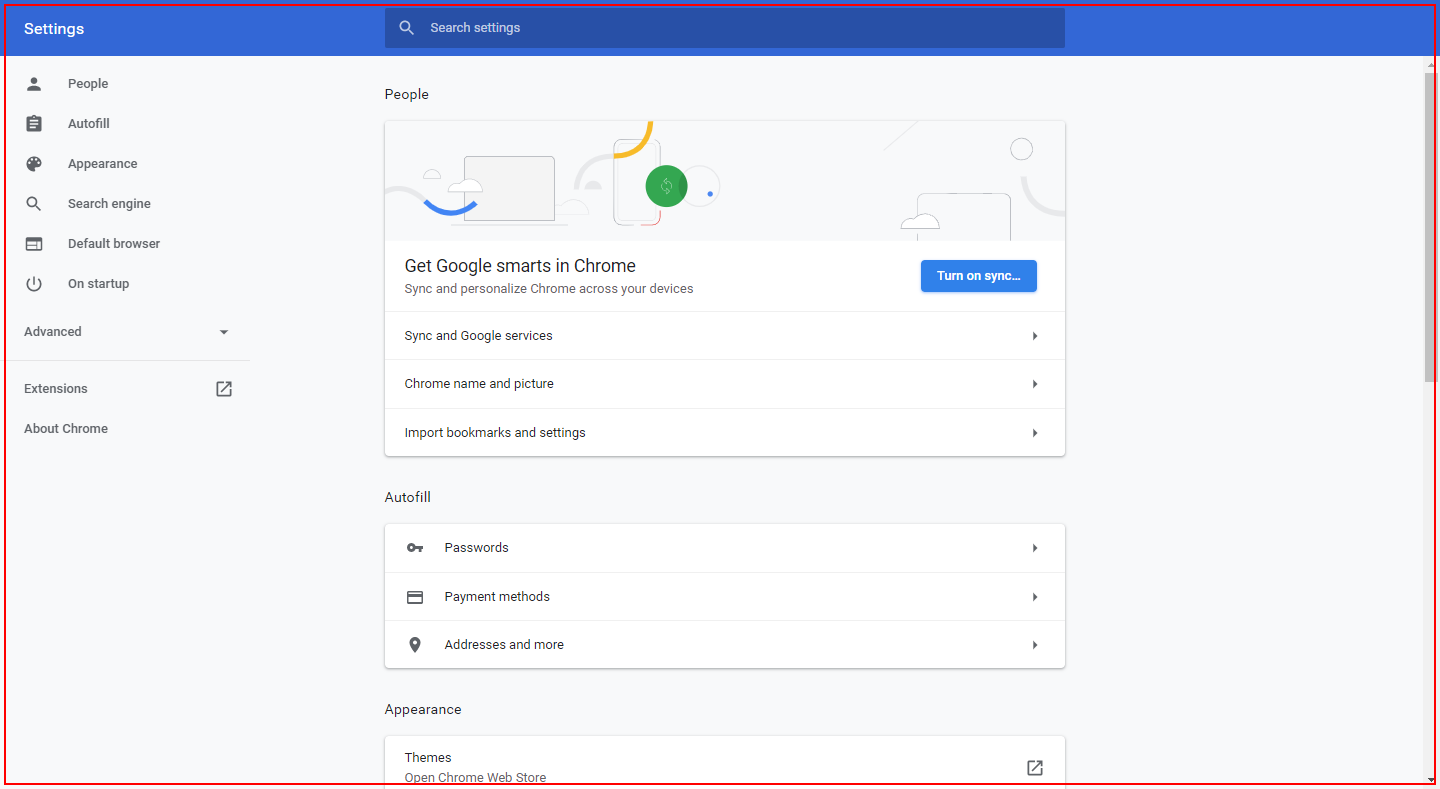 Settings
Search settings
People
Autofill
Appearance
Search engine
Default browser
On startup
Advanced
Extensions
About Chrome
People
Get Google smarts in Chrome
Sync and personalize Chrome across your devices
Turn on sync...
Sync and Google services
Chrome name and picture
Import bookmarks and settings
Autofill
Passwords
Payment methods
Addresses and more
Appearance
Themes
Open Chrome Web Store